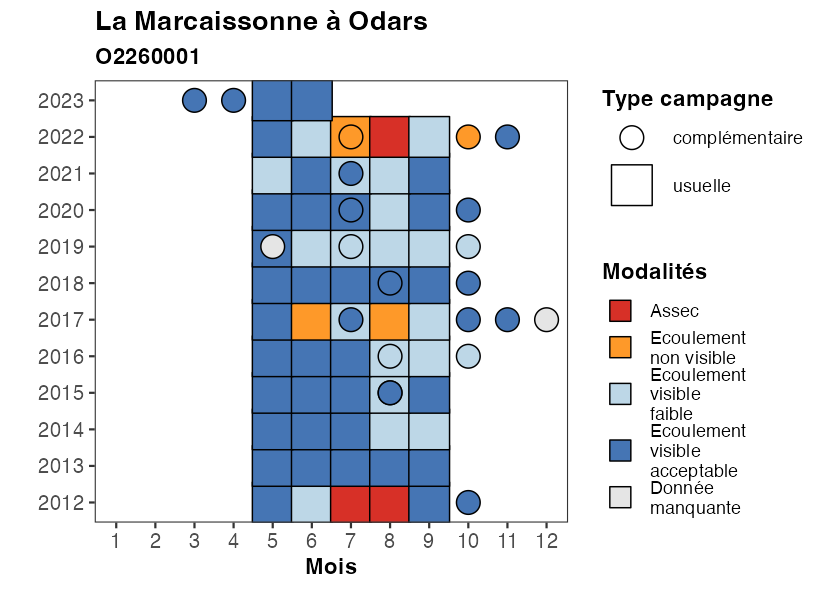 La Marcaissonne à Odars
O2260001
2023
2022
2021
2020
2019
2018
2017
2016
2015
2014
2013
2012
1 2 3 4 5 6 7 8 9 10 11 12
Mois
Type campagne
complémentaire
usuelle
Modalités
Assec
Ecoulement
non visible
Ecoulement
visible
faible
Ecoulement
visible
acceptable
Donnée
manquante